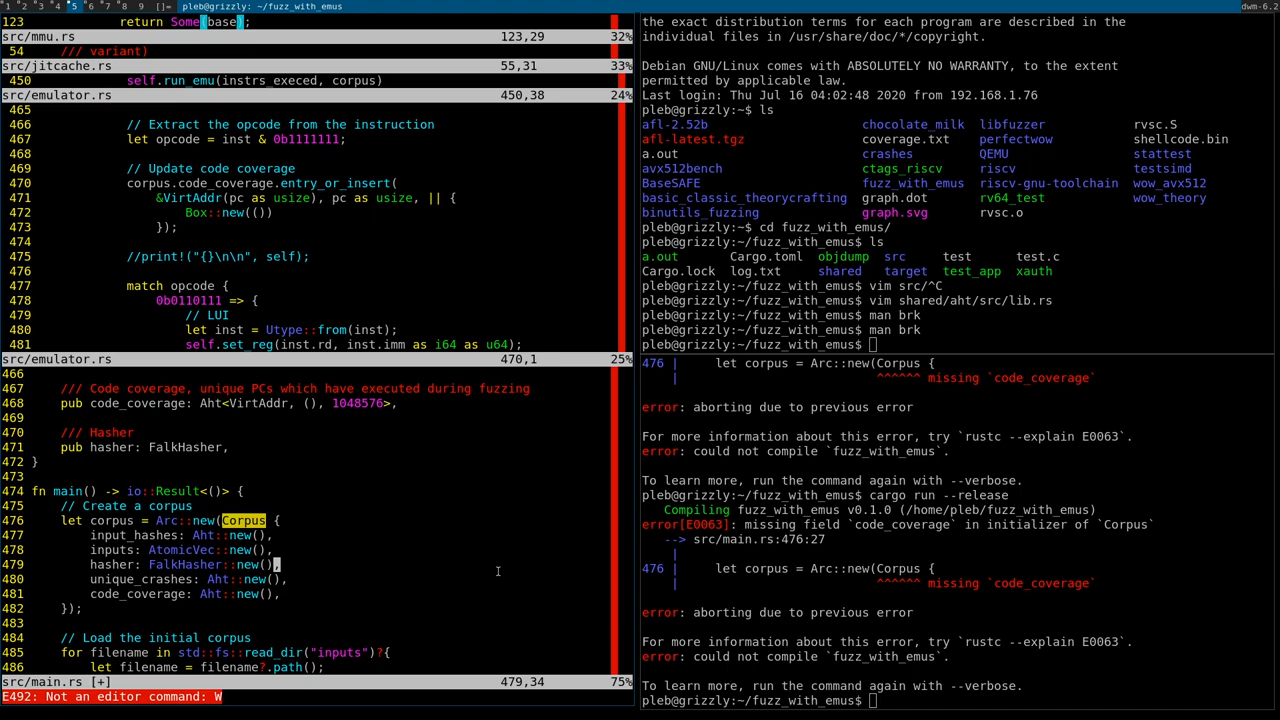 1 2 3 4 5 6 7 8 9 []= pleb@grizzly: ~/fuzz_with_emus dwm-6.2
123 return Some(base);
src/mmu.rs 123,29 32%
54 /// variant)
src/jitcache.rs 55,31 33%
450 self.run_emu(instrs_execed, corpus)
src/emulator.rs 450,38 24%
465
466 // Extract the opcode from the instruction
467 let opcode = inst & 0b1111111;
468
469 // Update code coverage
470 corpus.code_coverage.entry_or_insert(
471 &VirtAddr(pc as usize), pc as usize, || {
472 Box::new(())
473 });
474
475 //print!("{}\n\n", self);
476
477 match opcode {
478 0b0110111 => {
479 // LUI
480 let inst = Utype::from(inst);
481 self.set_reg(inst.rd, inst.imm as i64 as u64);
src/emulator.rs 470,1 25%
466
467 /// Code coverage, unique PCs which have executed during fuzzing
468 pub code_coverage: Aht<VirtAddr, (), 1048576>,
469
470 /// Hasher
471 pub hasher: FalkHasher,
472 }
473
474 fn main() -> io::Result<()> {
475 // Create a corpus
476 let corpus = Arc::new(Corpus {
477 input_hashes: Aht::new(),
478 inputs: AtomicVec::new(),
479 hasher: FalkHasher::new(),
480 unique_crashes: Aht::new(),
481 code_coverage: Aht::new(),
482 });
483
484 // Load the initial corpus
485 for filename in std::fs::read_dir("inputs")?{
486 let filename = filename?.path();
src/main.rs [+] 479,34 75%
E492: Not an editor command: W
the exact distribution terms for each program are described in the
individual files in /usr/share/doc/*/copyright.

Debian GNU/Linux comes with ABSOLUTELY NO WARRANTY, to the extent
permitted by applicable law.
Last login: Thu Jul 16 04:02:48 2020 from 192.168.1.76
pleb@grizzly:~$ ls
afl-2.52b chocolate_milk libfuzzer rvsc.S
afl-latest.tgz coverage.txt perfectwow shellcode.bin
a.out crashes QEMU stattest
avx512bench ctags_riscv riscv testsimd
BaseSAFE fuzz_with_emus riscv-gnu-toolchain wow_avx512
basic_classic_theorycrafting graph.dot rv64_test wow_theory
binutils_fuzzing graph.svg rvsc.o
pleb@grizzly:~$ cd fuzz_with_emus/
pleb@grizzly:~/fuzz_with_emus$ ls
a.out Cargo.toml objdump src test test.c
Cargo.lock log.txt shared target test_app xauth
pleb@grizzly:~/fuzz_with_emus$ vim src/^C
pleb@grizzly:~/fuzz_with_emus$ vim shared/aht/src/lib.rs
pleb@grizzly:~/fuzz_with_emus$ man brk
pleb@grizzly:~/fuzz_with_emus$ man brk
pleb@grizzly:~/fuzz_with_emus$
476 | let corpus = Arc::new(Corpus {
| ^^^^^^ missing `code_coverage`

error: aborting due to previous error

For more information about this error, try `rustc --explain E0063`.
error: could not compile `fuzz_with_emus`.

To learn more, run the command again with --verbose.
pleb@grizzly:~/fuzz_with_emus$ cargo run --release
Compiling fuzz_with_emus v0.1.0 (/home/pleb/fuzz_with_emus)
error[E0063]: missing field `code_coverage` in initializer of `Corpus`
--> src/main.rs:476:27
|
476 | let corpus = Arc::new(Corpus {
| ^^^^^^ missing `code_coverage`

error: aborting due to previous error

For more information about this error, try `rustc --explain E0063`.
error: could not compile `fuzz_with_emus`.

To learn more, run the command again with --verbose.
pleb@grizzly:~/fuzz_with_emus$